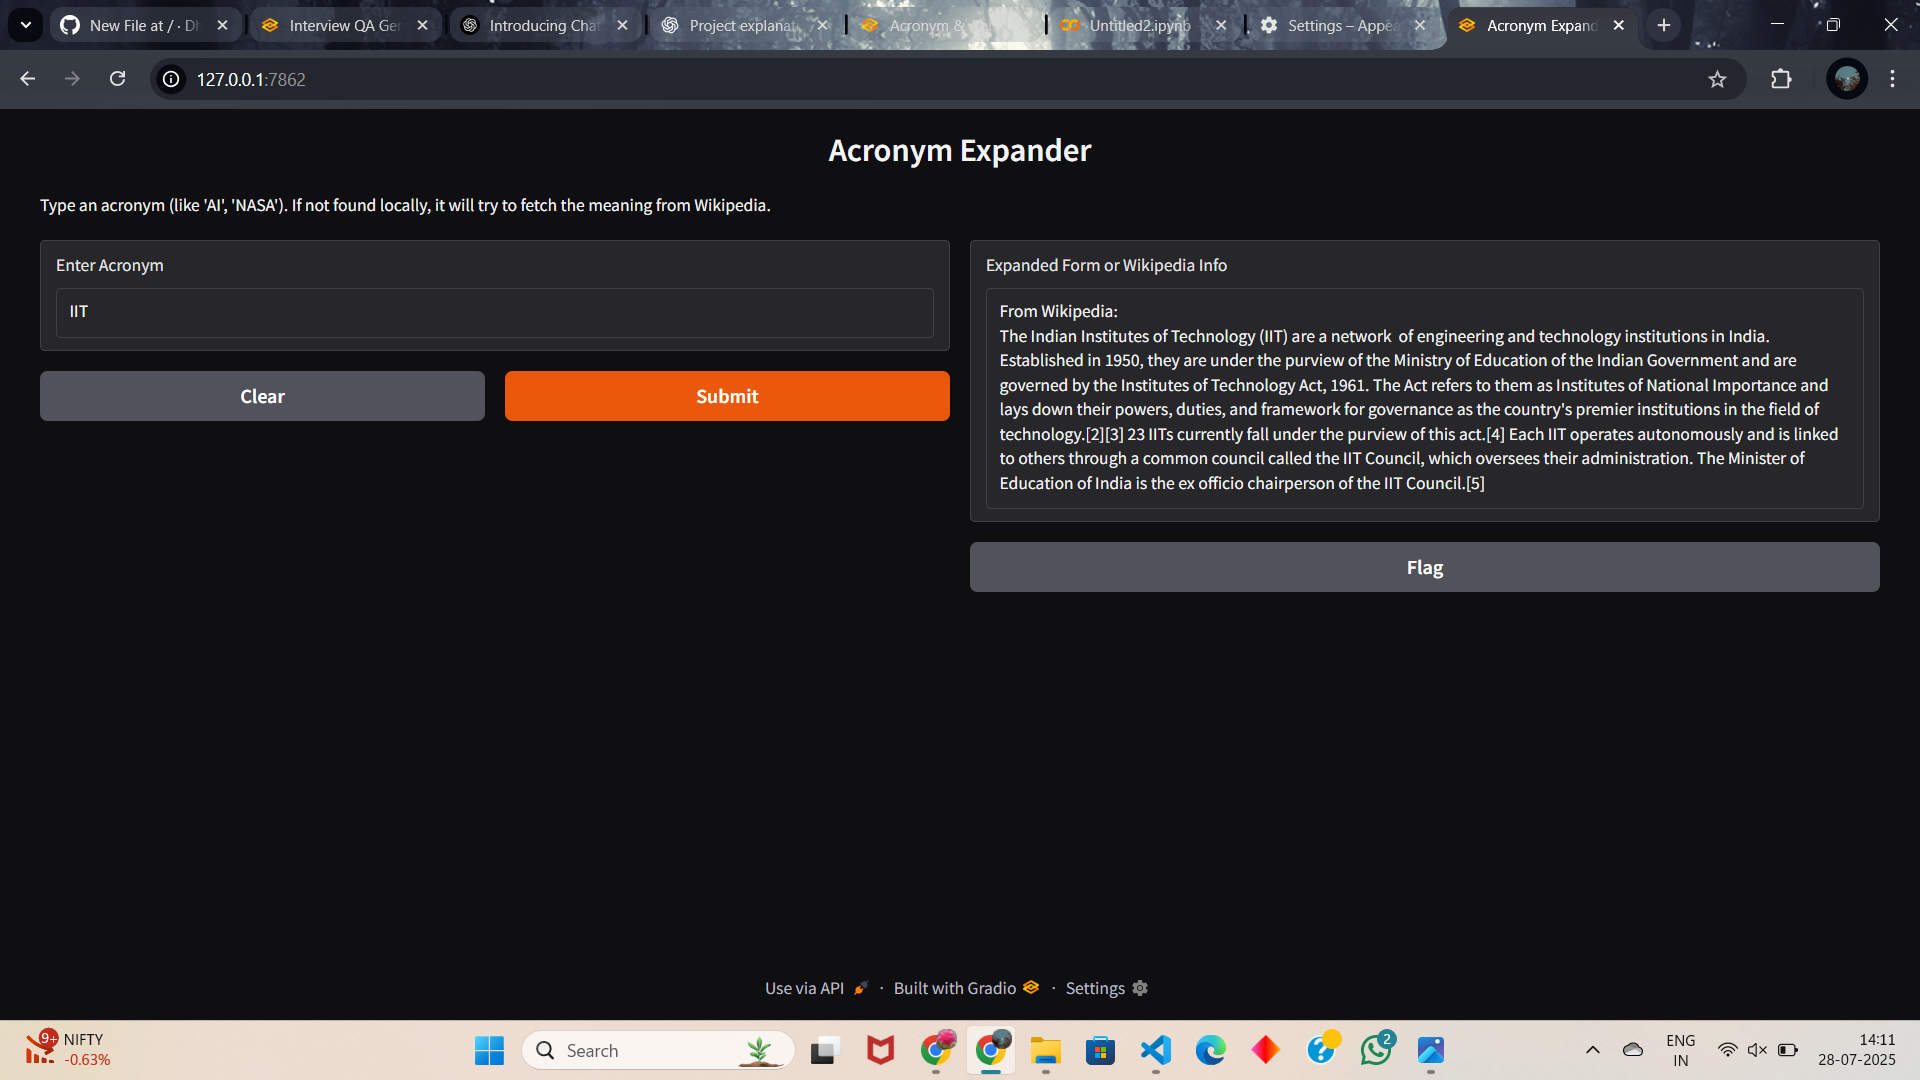 New File at / · Dh
Interview QA Ger
Introducing Chat
Project explanat
Acronym &
Untitled2.ipynb
Settings – Appea
Acronym Expand
127.0.0.1:7862
Acronym Expander
Type an acronym (like 'AI', 'NASA'). If not found locally, it will try to fetch the meaning from Wikipedia.
Enter Acronym
IIT
Clear
Submit
Expanded Form or Wikipedia Info
From Wikipedia:
The Indian Institutes of Technology (IIT) are a network  of engineering and technology institutions in India.
Established in 1950, they are under the purview of the Ministry of Education of the Indian Government and are
governed by the Institutes of Technology Act, 1961. The Act refers to them as Institutes of National Importance and
lays down their powers, duties, and framework for governance as the country's premier institutions in the field of
technology.[2][3] 23 IITs currently fall under the purview of this act.[4] Each IIT operates autonomously and is linked
to others through a common council called the IIT Council, which oversees their administration. The Minister of
Education of India is the ex officio chairperson of the IIT Council.[5]
Flag
Use via API · Built with Gradio · Settings
9+
NIFTY
-0.63%
Search
2
ENG
IN
14:11
28-07-2025